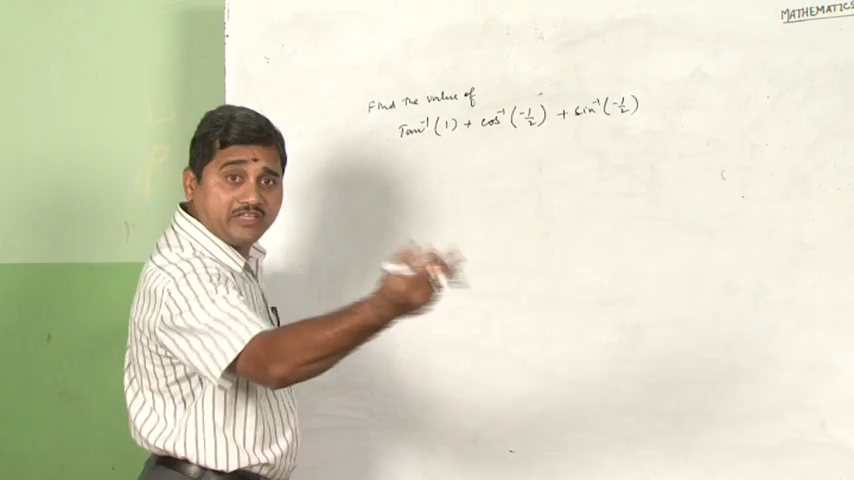 MATHEMATICS
Find the value of
Tan⁻¹(1) + cos⁻¹(-1/2) + sin⁻¹(-1/2)